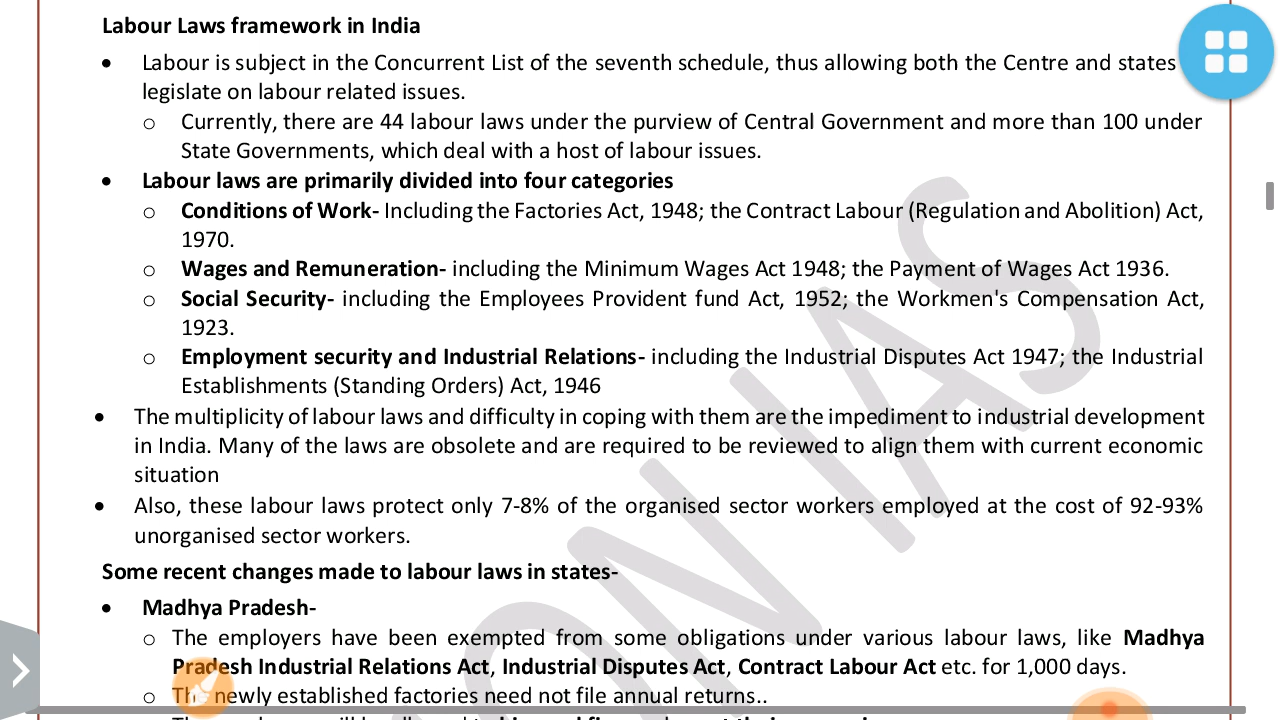 Labour Laws framework in India
• Labour is subject in the Concurrent List of the seventh schedule, thus allowing both the Centre and states
legislate on labour related issues.
o Currently, there are 44 labour laws under the purview of Central Government and more than 100 under
State Governments, which deal with a host of labour issues.
• Labour laws are primarily divided into four categories
o Conditions of Work- Including the Factories Act, 1948; the Contract Labour (Regulation and Abolition) Act,
1970.
o Wages and Remuneration- including the Minimum Wages Act 1948; the Payment of Wages Act 1936.
o Social Security- including the Employees Provident fund Act, 1952; the Workmen's Compensation Act,
1923.
o Employment security and Industrial Relations- including the Industrial Disputes Act 1947; the Industrial
Establishments (Standing Orders) Act, 1946
• The multiplicity of labour laws and difficulty in coping with them are the impediment to industrial development
in India. Many of the laws are obsolete and are required to be reviewed to align them with current economic
situation
• Also, these labour laws protect only 7-8% of the organised sector workers employed at the cost of 92-93%
unorganised sector workers.
Some recent changes made to labour laws in states-
• Madhya Pradesh-
o The employers have been exempted from some obligations under various labour laws, like Madhya
Pradesh Industrial Relations Act, Industrial Disputes Act, Contract Labour Act etc. for 1,000 days.
o The newly established factories need not file annual returns..
ON IAS